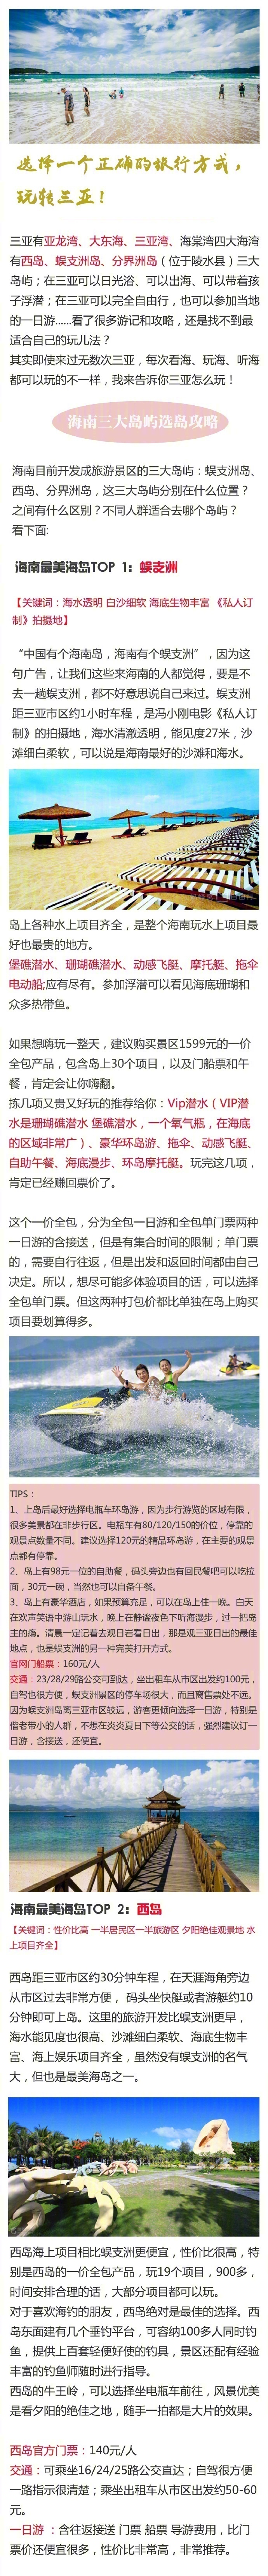 选择一个正确的旅行方式，
玩转三亚！
三亚有亚龙湾、大东海、三亚湾、海棠湾四大海湾
有西岛、蜈支洲岛、分界洲岛（位于陵水县）三大
岛屿；在三亚可以日光浴、可以出海、可以带着孩
子浮潜；在三亚可以完全自由行，也可以参加当地
的一日游......看了很多游记和攻略，还是找不到最
适合自己的玩儿法？
其实即使来过无数次三亚，每次看海、玩海、听海
都可以玩的不一样，我来告诉你三亚怎么玩！
海南三大岛屿选岛攻略
海南目前开发成旅游景区的三大岛屿：蜈支洲岛、
西岛、分界洲岛，这三大岛屿分别在什么位置？
之间有什么区别？不同人群适合去哪个岛屿？
看下面:
海南最美海岛TOP 1：蜈支洲
【关键词：海水透明 白沙细软 海底生物丰富 《私人订
制》拍摄地】
“中国有个海南岛，海南有个蜈支洲”，因为这
句广告，让我们这些来海南的人都觉得，要是不
去一趟蜈支洲，都不好意思说自己来过。蜈支洲
距三亚市区约1小时车程，是冯小刚电影《私人订
制》的拍摄地，海水清澈透明，能见度27米，沙
滩细白柔软，可以说是海南最好的沙滩和海水。
岛上各种水上项目齐全，是整个海南玩水上项目最
好也最贵的地方。
堡礁潜水、珊瑚礁潜水、动感飞艇、摩托艇、拖伞
电动船;应有尽有。参加浮潜可以看见海底珊瑚和
众多热带鱼。
如果想嗨玩一整天，建议购买景区1599元的一价
全包产品，包含岛上30个项目，以及门船票和午
餐，肯定会让你嗨翻。
拣几项又贵又好玩的推荐给你：Vip潜水（VIP潜
水是珊瑚礁潜水 堡礁潜水，一个氧气瓶，在海底
的区域非常广）、豪华环岛游、拖伞、动感飞艇、
自助午餐、海底漫步、环岛摩托艇。玩完这几项，
肯定已经赚回票价了。
这个一价全包，分为全包一日游和全包单门票两种
一日游的含接送，但是有集合时间的限制；单门票
的，需要自行往返，但是出发和返回时间都由自己
决定。所以，想尽可能多体验项目的话，可以选择
全包单门票。但这两种打包价都比单独在岛上购买
项目要划算得多。
TIPS：
1、上岛后最好选择电瓶车环岛游，因为步行游览的区域有限，
很多美景都在非步行区。电瓶车有80/120/150的价位，停靠的
观景点数量不同。建议选择120元的精品环岛游，在主要的观景
点都有停靠。
2、岛上有98元一位的自助餐，码头旁边也有回民餐吧可以吃拉
面，30元一碗，当然也可以自备午餐。
3、岛上有豪华酒店，如果预算充足，可以在岛上住一晚。白天
在欢声笑语中游山玩水，晚上在静谧夜色下听海漫步，过一把岛
主的瘾。清晨一定记着去观日岩看日出，那是观三亚日出的最佳
地点，也是蜈支洲的另一种完美打开方式。
官网门船票：160元/人
交通：23/28/29路公交可到达，坐出租车从市区出发约100元，
自驾也很方便，蜈支洲景区的停车场很大，而且离售票处不远。
因为蜈支洲岛离三亚市区较远，游客更倾向选择一日游，特别是
偕老带小的人群，不想在炎炎夏日下等公交的话，强烈建议订一
日游，含接送，还便宜。
海南最美海岛TOP 2：西岛
【关键词：性价比高 一半居民区一半旅游区 夕阳绝佳观景地 水
上项目齐全】
西岛距三亚市区约30分钟车程，在天涯海角旁边
从市区过去非常方便， 码头坐快艇或者游艇约10
分钟即可上岛。这里的旅游开发比蜈支洲更早，
海水能见度也很高、沙滩细白柔软、海底生物丰
富、海上娱乐项目齐全，虽然没有蜈支洲的名气
大，但也是最美海岛之一。
西岛海上项目相比蜈支洲更便宜，性价比很高，特
别是西岛的一价全包产品，玩19个项目，900多，
时间安排合理的话，大部分项目都可以玩。
对于喜欢海钓的朋友，西岛绝对是最佳的选择。西
岛东面建有几个垂钓平台，可容纳100多人同时钓
鱼，提供上百套轻便好使的钓具，景区还配有经验
丰富的钓鱼师随时进行指导。
西岛的牛王岭，可以选择坐电瓶车前往，风景优美
是看夕阳的绝佳之地，随手一拍都是大片的效果。
西岛官方门票：140元/人
交通：可乘坐16/24/25路公交直达；自驾很方便
一路指示很清楚；乘坐出租车从市区出发约50-60
元。
一日游 ：含往返接送 门票 船票 导游费用，比门
票价还便宜很多，性价比非常高，非常推荐。